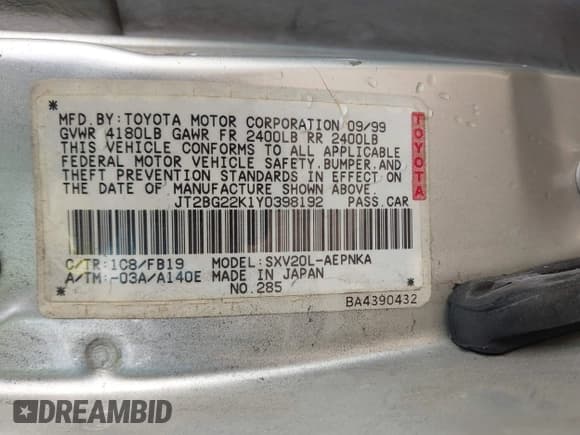 MFD. BY: TOYOTA MOTOR CORPORATION 09/99
GVWR 4180LB GAWR FR 2400LB RR 2400LB
THIS VEHICLE CONFORMS TO ALL APPLICABLE
FEDERAL MOTOR VEHICLE SAFETY, BUMPER, AND
THEFT PREVENTION STANDARDS IN EFFECT ON
THE DATE OF MANUFACTURE SHOWN ABOVE.
JT2BG22K1Y0398192 PASS. CAR
TOYOTA
C/TR: 1C8/FB19 MODEL: SXV20L-AEPNKA
A/TM: -03A/A140E MADE IN JAPAN
NO. 285
BA4390432
DREAMBID